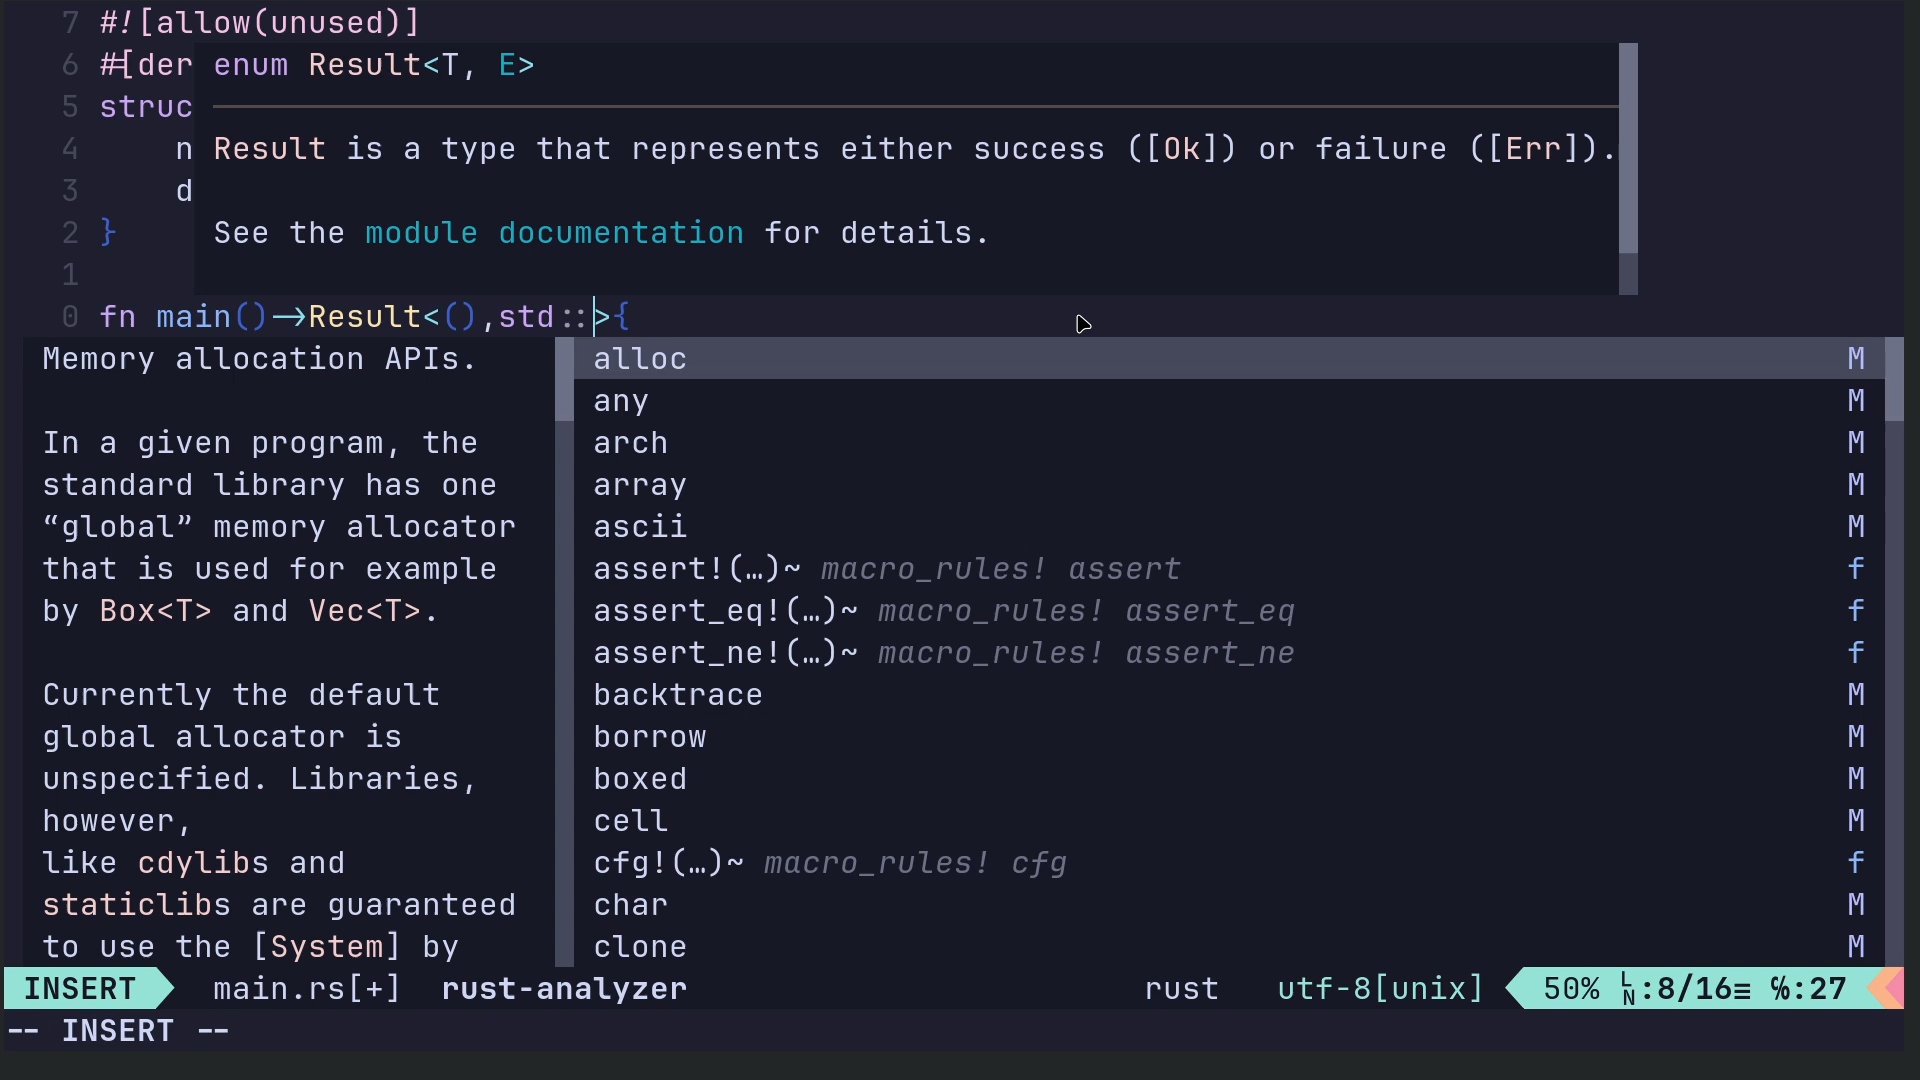 7 #![allow(unused)]
6 #[der enum Result<T, E>
5 struc
4 n Result is a type that represents either success ([Ok]) or failure ([Err]).
3 d
2 } See the module documentation for details.
1
0 fn main()->Result<(),std::>{
Memory allocation APIs.
In a given program, the
standard library has one
“global” memory allocator
that is used for example
by Box<T> and Vec<T>.
Currently the default
global allocator is
unspecified. Libraries,
however,
like cdylibs and
staticlibs are guaranteed
to use the [System] by
alloc M
any M
arch M
array M
ascii M
assert!(…)~ macro_rules! assert f
assert_eq!(…)~ macro_rules! assert_eq f
assert_ne!(…)~ macro_rules! assert_ne f
backtrace M
borrow M
boxed M
cell M
cfg!(…)~ macro_rules! cfg f
char M
clone M
INSERT main.rs[+] rust-analyzer rust utf-8[unix] 50% LN:8/16≡ ℅:27
-- INSERT --